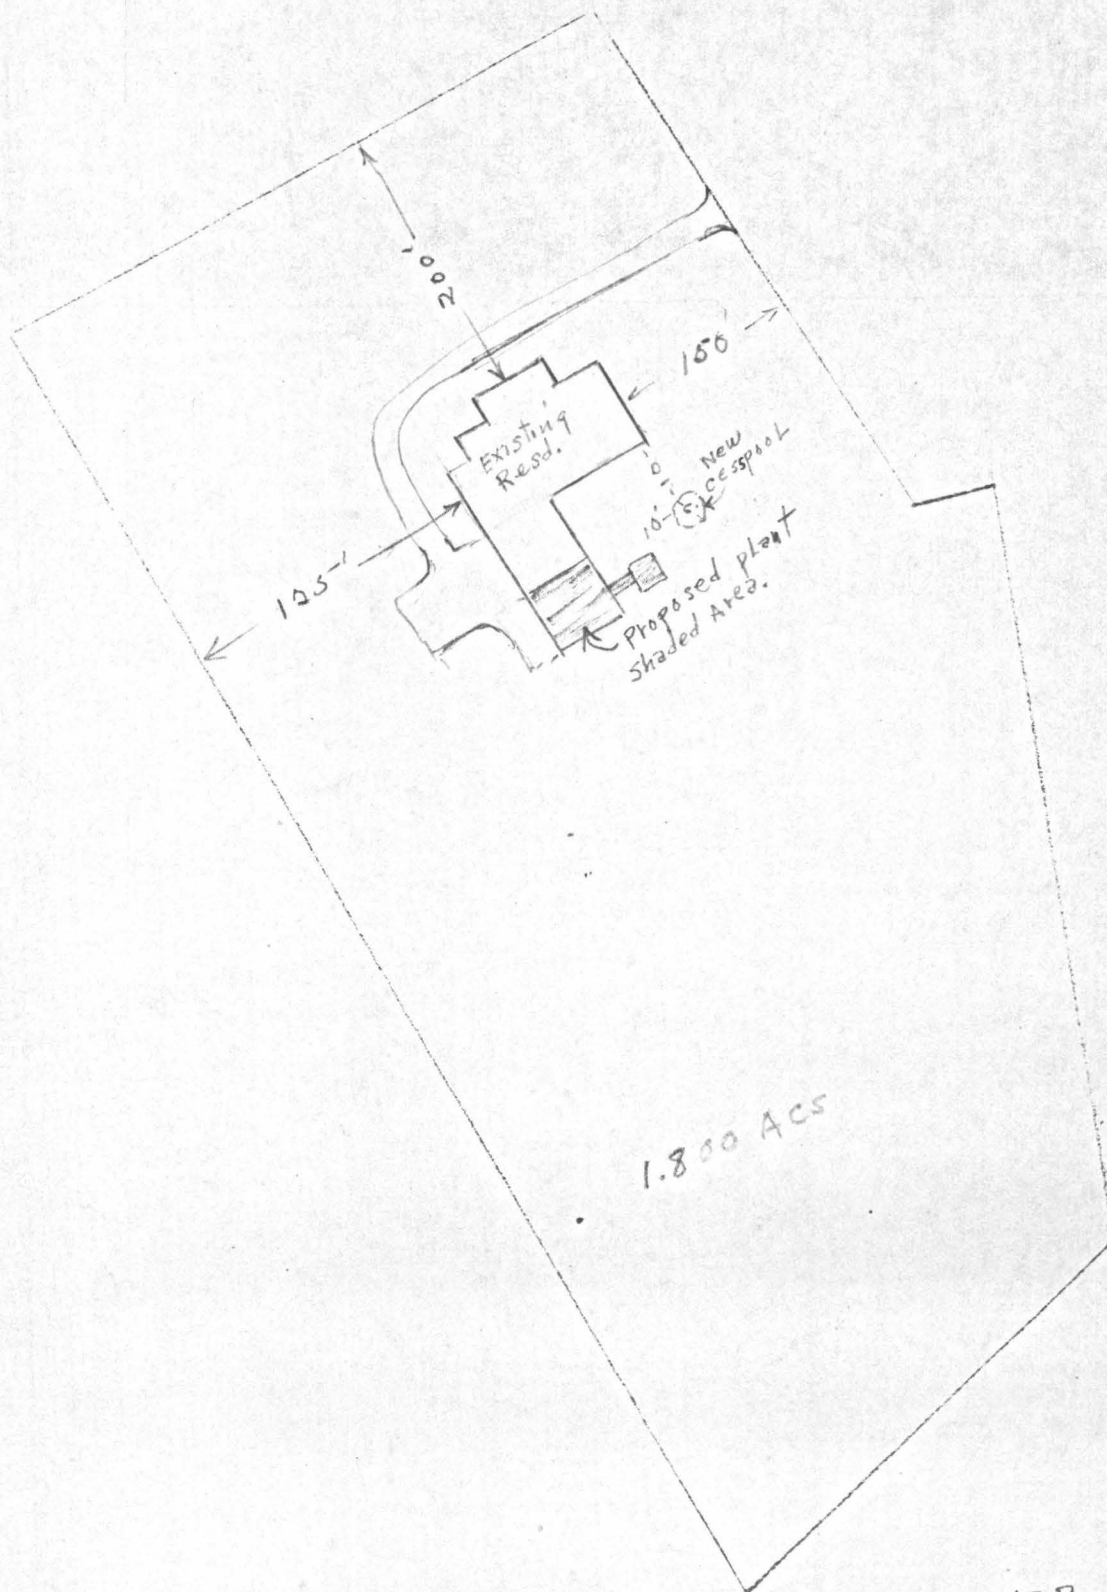 200'
150'
Existing
Resd.
New
cesspool
10'
125'
proposed plant
shaded Area.
1.800 Acs